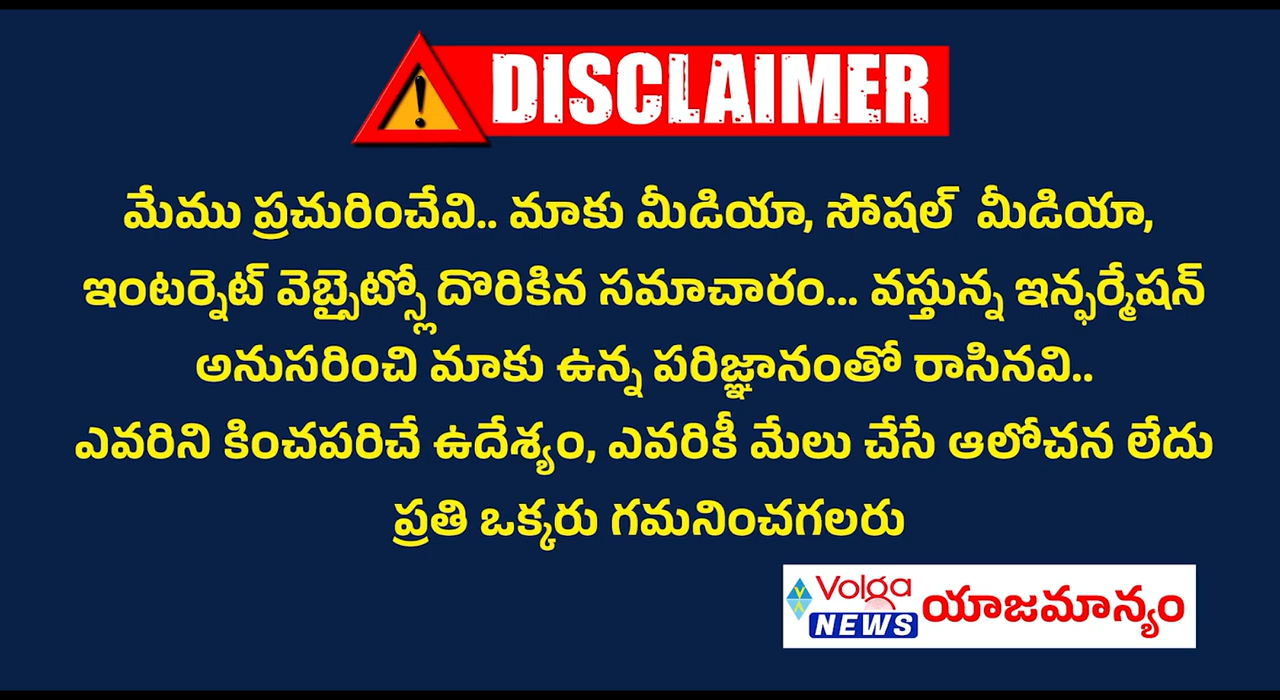 DISCLAIMER
మేము ప్రచురించేవి.. మాకు మీడియా, సోషల్ మీడియా,
ఇంటర్నెట్ వెబ్సైట్స్లో దొరికిన సమాచారం... వస్తున్న ఇన్ఫర్మేషన్
అనుసరించి మాకు ఉన్న పరిజ్ఞానంతో రాసినవి..
ఎవరిని కించపరిచే ఉదేశ్యం, ఎవరికీ మేలు చేసే ఆలోచన లేదు
ప్రతి ఒక్కరు గమనించగలరు
Volga
NEWS యాజమాన్యం